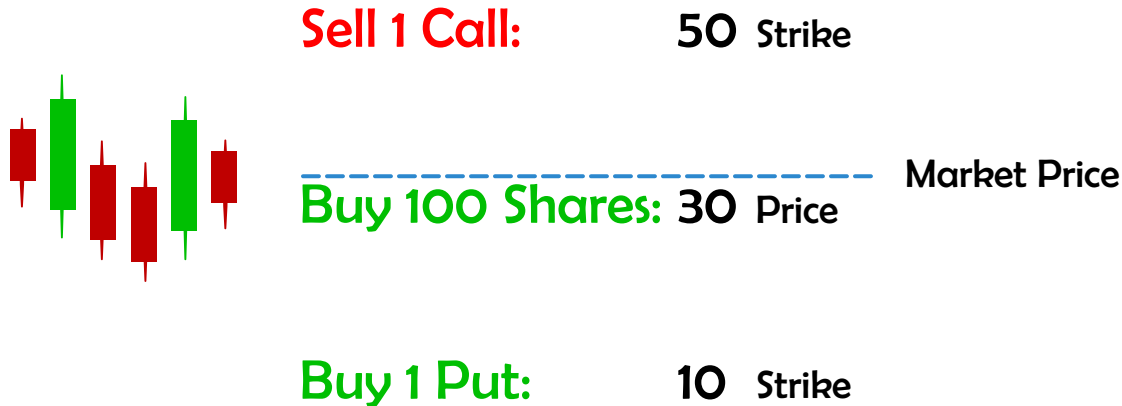 Sell 1 Call: 50 Strike
Market Price
Buy 100 Shares: 30 Price
Buy 1 Put: 10 Strike